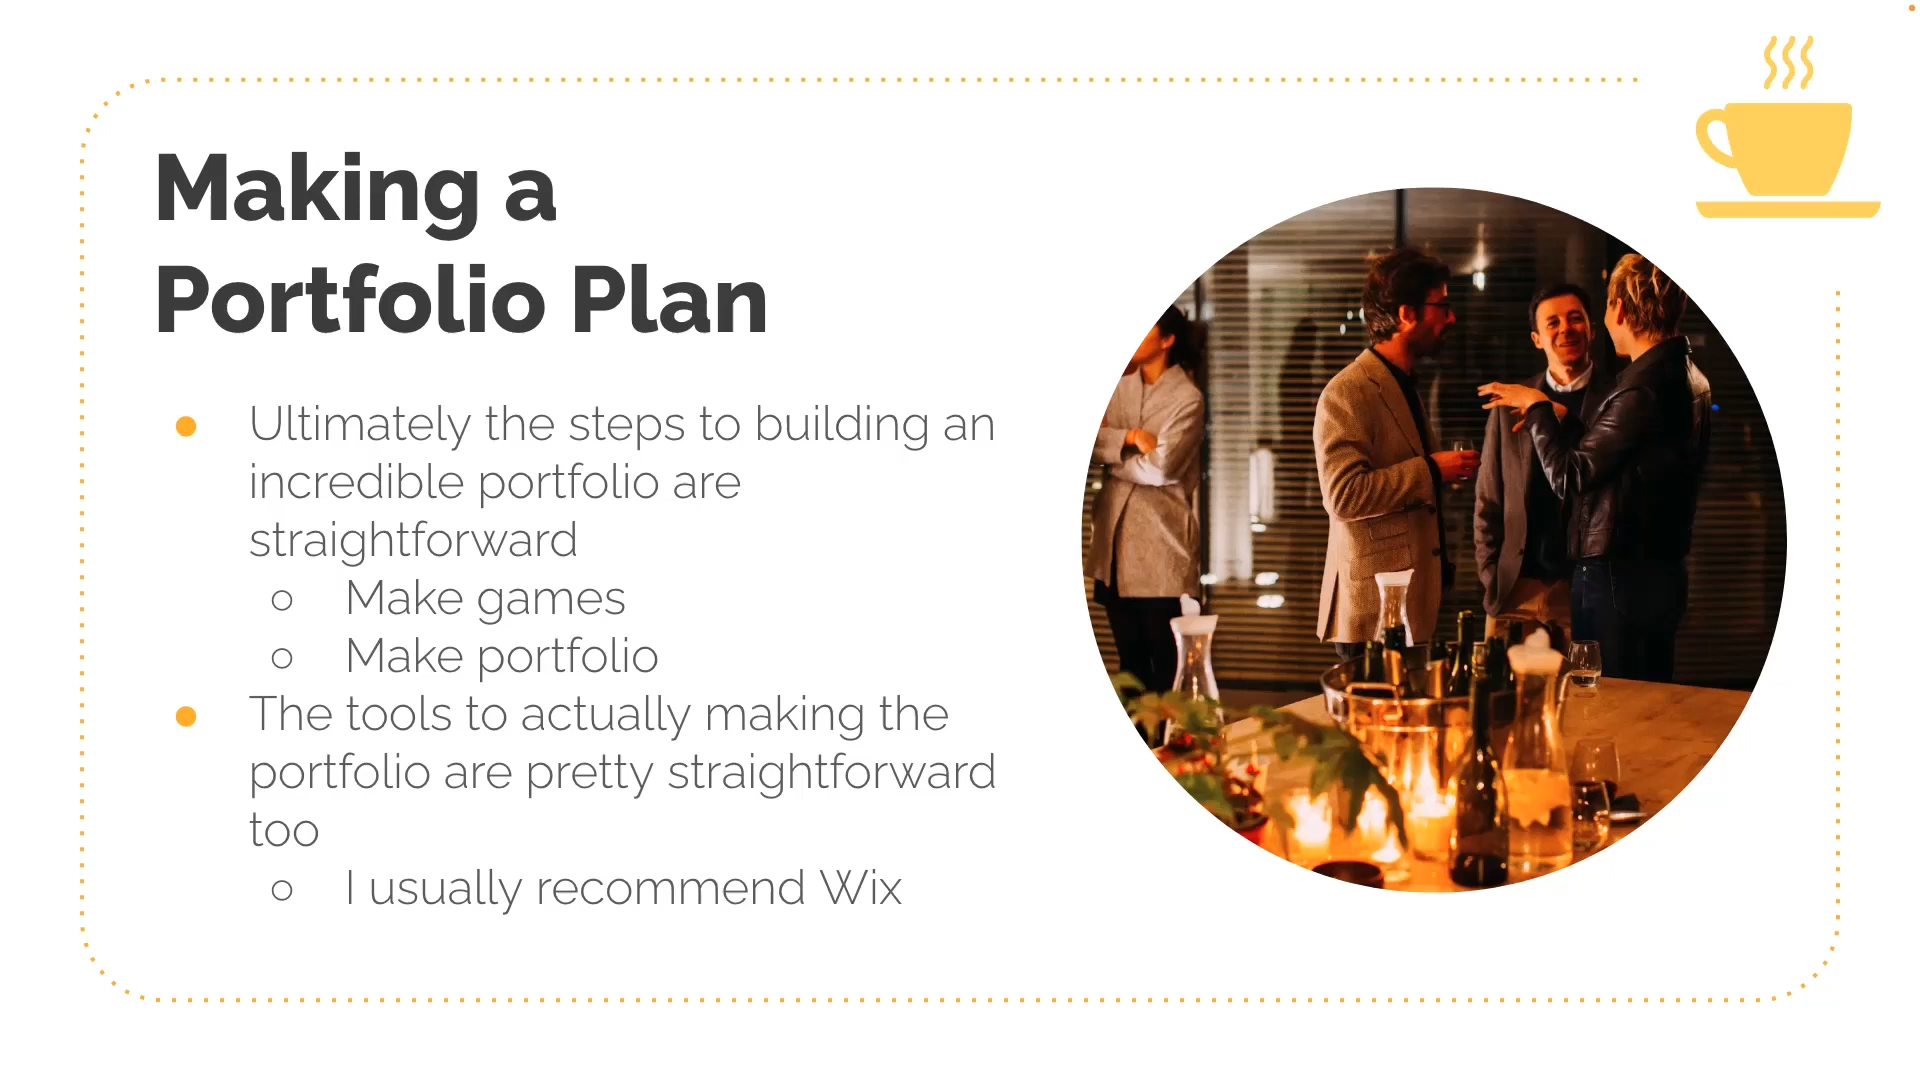 Making a
Portfolio Plan
● Ultimately the steps to building an
incredible portfolio are
straightforward
○ Make games
○ Make portfolio
● The tools to actually making the
portfolio are pretty straightforward
too
○ I usually recommend Wix